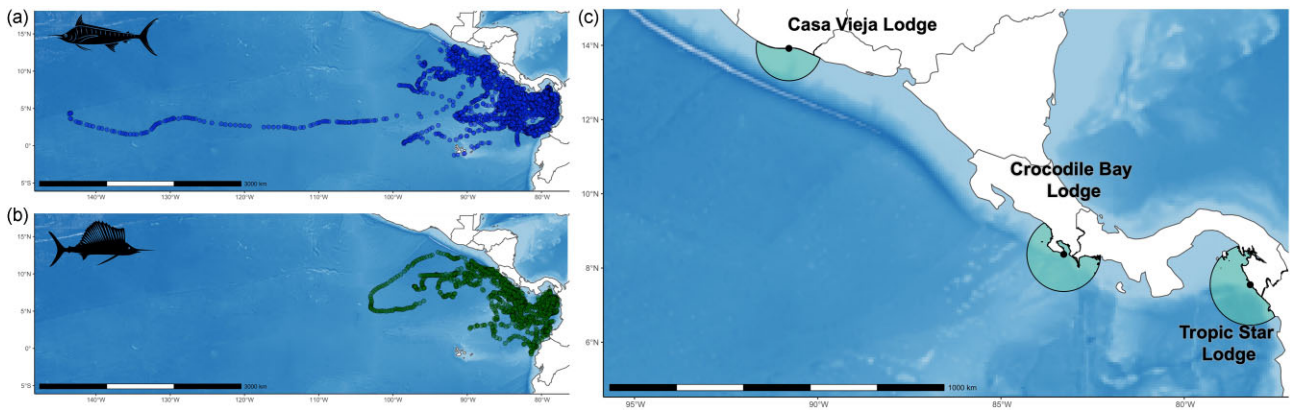 (a)
15°N
10°N
5°N
0°
5°S
3000 km
140°W
130°W
120°W
110°W
100°W
90°W
80°W
(b)
15°N
10°N
5°N
0°
5°S
3000 km
140°W
130°W
120°W
110°W
100°W
90°W
80°W
(c)
Casa Vieja Lodge
14°N
12°N
10°N
8°N
6°N
Crocodile Bay
Lodge
Tropic Star
Lodge
1000 km
95°W
90°W
85°W
80°W